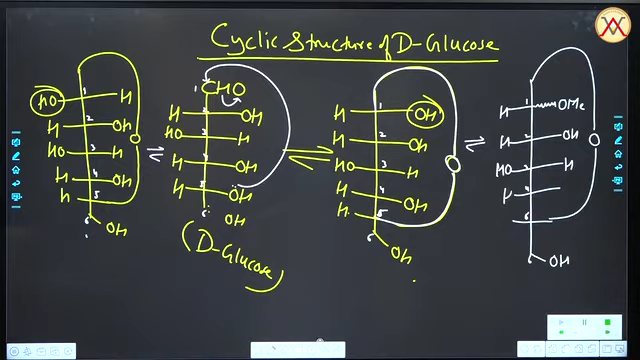 Cyclic Structure of D-Glucose
HO 1 H
H 2 OH
HO 3 H
H 4 OH
H 5
O
6 OH
1 CHO
H 2 OH
HO 3 H
H 4 OH
H 5 OH
6 OH
(D-Glucose)
H 1 OH
H 2 OH
HO 3 H
H 4 OH
H 5
O
6 OH
H 1 OMe
H 2 OH
HO 3 H
H 4
O
6 OH